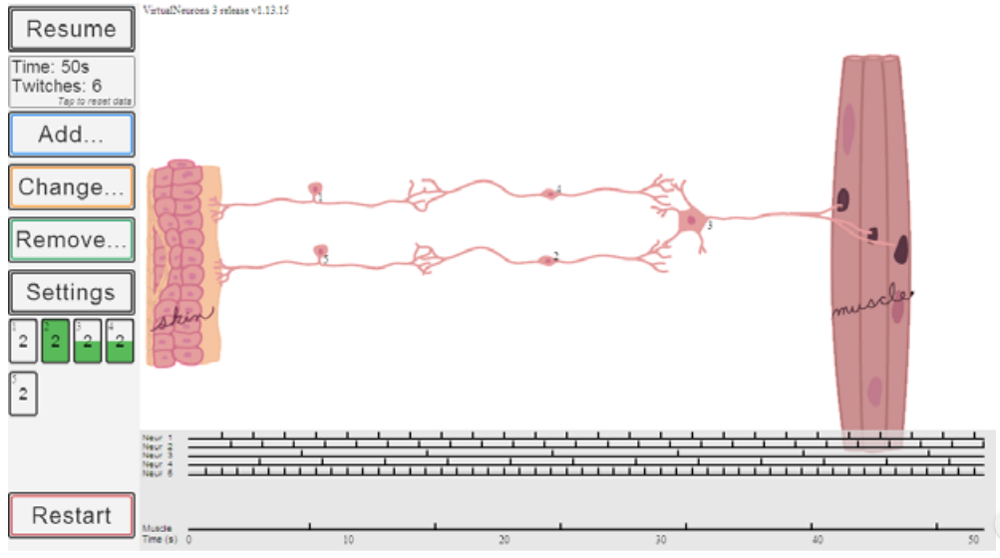 VirtualNeurons 3 release v1.13.15
Resume
Time: 50s
Twitches: 6
Tap to reset data
Add...
Change...
Remove...
Settings
1 2
2 2
3 2
4 2
5 2
Restart
1
4
3
5
2
skin
muscle
Neur 1
Neur 2
Neur 3
Neur 4
Neur 5
Muscle
Time (s) 0 10 20 30 40 50